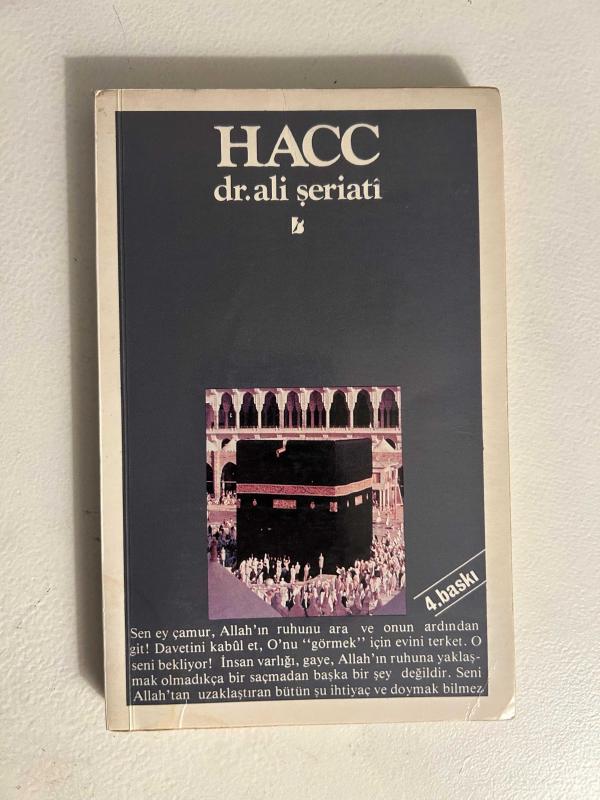 HACC
dr.ali şeriatî
4.baskı
Sen ey çamur, Allah'ın ruhunu ara ve onun ardından
git! Davetini kabûl et, O'nu "görmek" için evini terket. O
seni bekliyor! İnsan varlığı, gaye, Allah'ın ruhuna yaklaş-
mak olmadıkça bir saçmadan başka bir şey değildir. Seni
Allah'tan uzaklaştıran bütün şu ihtiyaç ve doymak bilmez